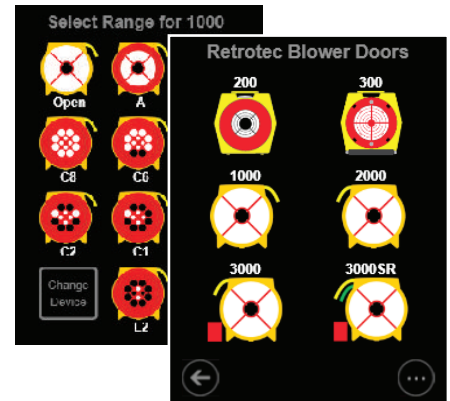 Select Range for 1000
Open A
C8 C6
C2 C1
Change
Device
L2
Retrotec Blower Doors
200 300
1000 2000
3000 3000SR